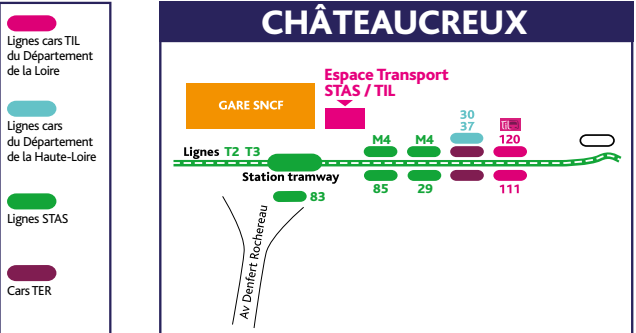 Lignes cars TIL
du Département
de la Loire
Lignes cars
du Département
de la Haute-Loire
Lignes STAS
Cars TER
CHÂTEAUCREUX
Espace Transport
STAS / TIL
GARE SNCF
30
37
M4 M4 120
Lignes T2 T3
Station tramway
85 29 111
83
Av Denfert Rochereau